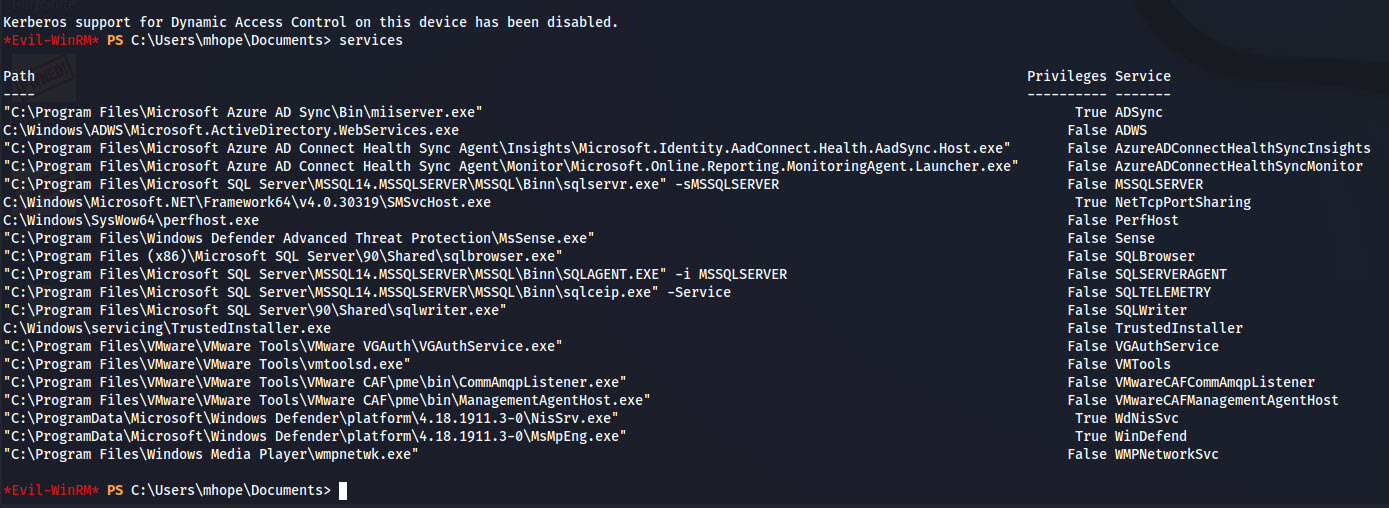 Kerberos support for Dynamic Access Control on this device has been disabled.
*Evil-WinRM* PS C:\Users\mhope\Documents> services
Path Privileges Service
---- ---------- -------
"C:\Program Files\Microsoft Azure AD Sync\Bin\miiserver.exe" True ADSync
C:\Windows\ADWS\Microsoft.ActiveDirectory.WebServices.exe False ADWS
"C:\Program Files\Microsoft Azure AD Connect Health Sync Agent\Insights\Microsoft.Identity.AadConnect.Health.AadSync.Host.exe" False AzureADConnectHealthSyncInsights
"C:\Program Files\Microsoft Azure AD Connect Health Sync Agent\Monitor\Microsoft.Online.Reporting.MonitoringAgent.Launcher.exe" False AzureADConnectHealthSyncMonitor
"C:\Program Files\Microsoft SQL Server\MSSQL14.MSSQLSERVER\MSSQL\Binn\sqlservr.exe" -sMSSQLSERVER False MSSQLSERVER
C:\Windows\Microsoft.NET\Framework64\v4.0.30319\SMSvcHost.exe True NetTcpPortSharing
C:\Windows\SysWow64\perfhost.exe False PerfHost
"C:\Program Files\Windows Defender Advanced Threat Protection\MsSense.exe" False Sense
"C:\Program Files (x86)\Microsoft SQL Server\90\Shared\sqlbrowser.exe" False SQLBrowser
"C:\Program Files\Microsoft SQL Server\MSSQL14.MSSQLSERVER\MSSQL\Binn\SQLAGENT.EXE" -i MSSQLSERVER False SQLSERVERAGENT
"C:\Program Files\Microsoft SQL Server\MSSQL14.MSSQLSERVER\MSSQL\Binn\sqlceip.exe" -Service False SQLTELEMETRY
"C:\Program Files\Microsoft SQL Server\90\Shared\sqlwriter.exe" False SQLWriter
C:\Windows\servicing\TrustedInstaller.exe False TrustedInstaller
"C:\Program Files\VMware\VMware Tools\VMware VGAuth\VGAuthService.exe" False VGAuthService
"C:\Program Files\VMware\VMware Tools\vmtoolsd.exe" False VMTools
"C:\Program Files\VMware\VMware Tools\VMware CAF\pme\bin\CommAmqpListener.exe" False VMwareCAFCommAmqpListener
"C:\Program Files\VMware\VMware Tools\VMware CAF\pme\bin\ManagementAgentHost.exe" False VMwareCAFManagementAgentHost
"C:\ProgramData\Microsoft\Windows Defender\platform\4.18.1911.3-0\NisSrv.exe" True WdNisSvc
"C:\ProgramData\Microsoft\Windows Defender\platform\4.18.1911.3-0\MsMpEng.exe" True WinDefend
"C:\Program Files\Windows Media Player\wmpnetwk.exe" False WMPNetworkSvc
*Evil-WinRM* PS C:\Users\mhope\Documents>